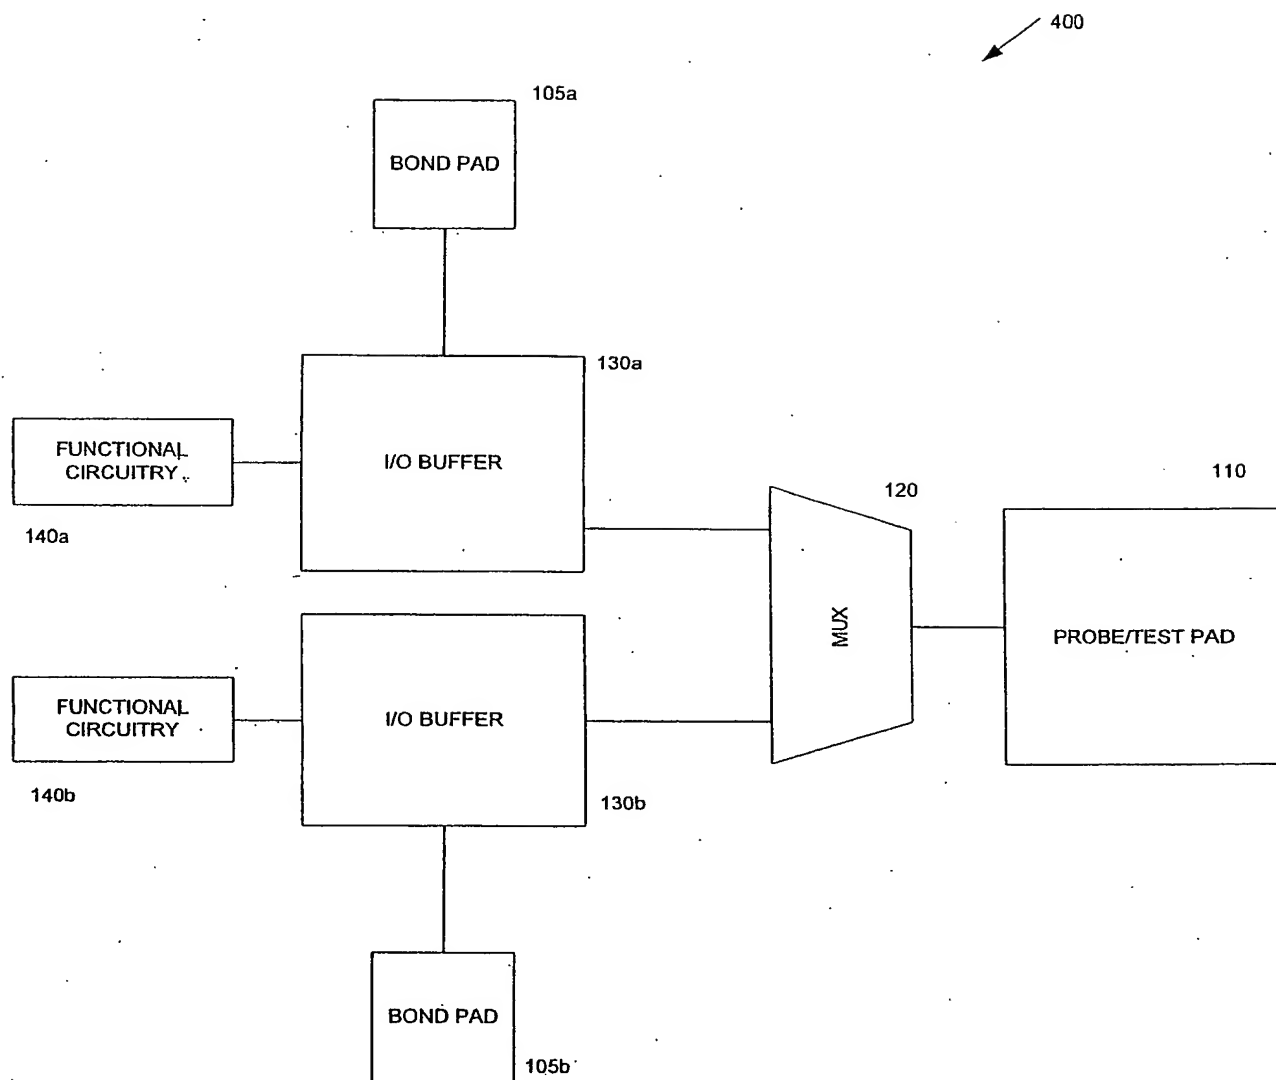 400
105a
BOND PAD
130a
FUNCTIONAL
CIRCUITRY
I/O BUFFER
140a
120
110
MUX
PROBE/TEST PAD
FUNCTIONAL
CIRCUITRY
I/O BUFFER
140b
130b
BOND PAD
105b